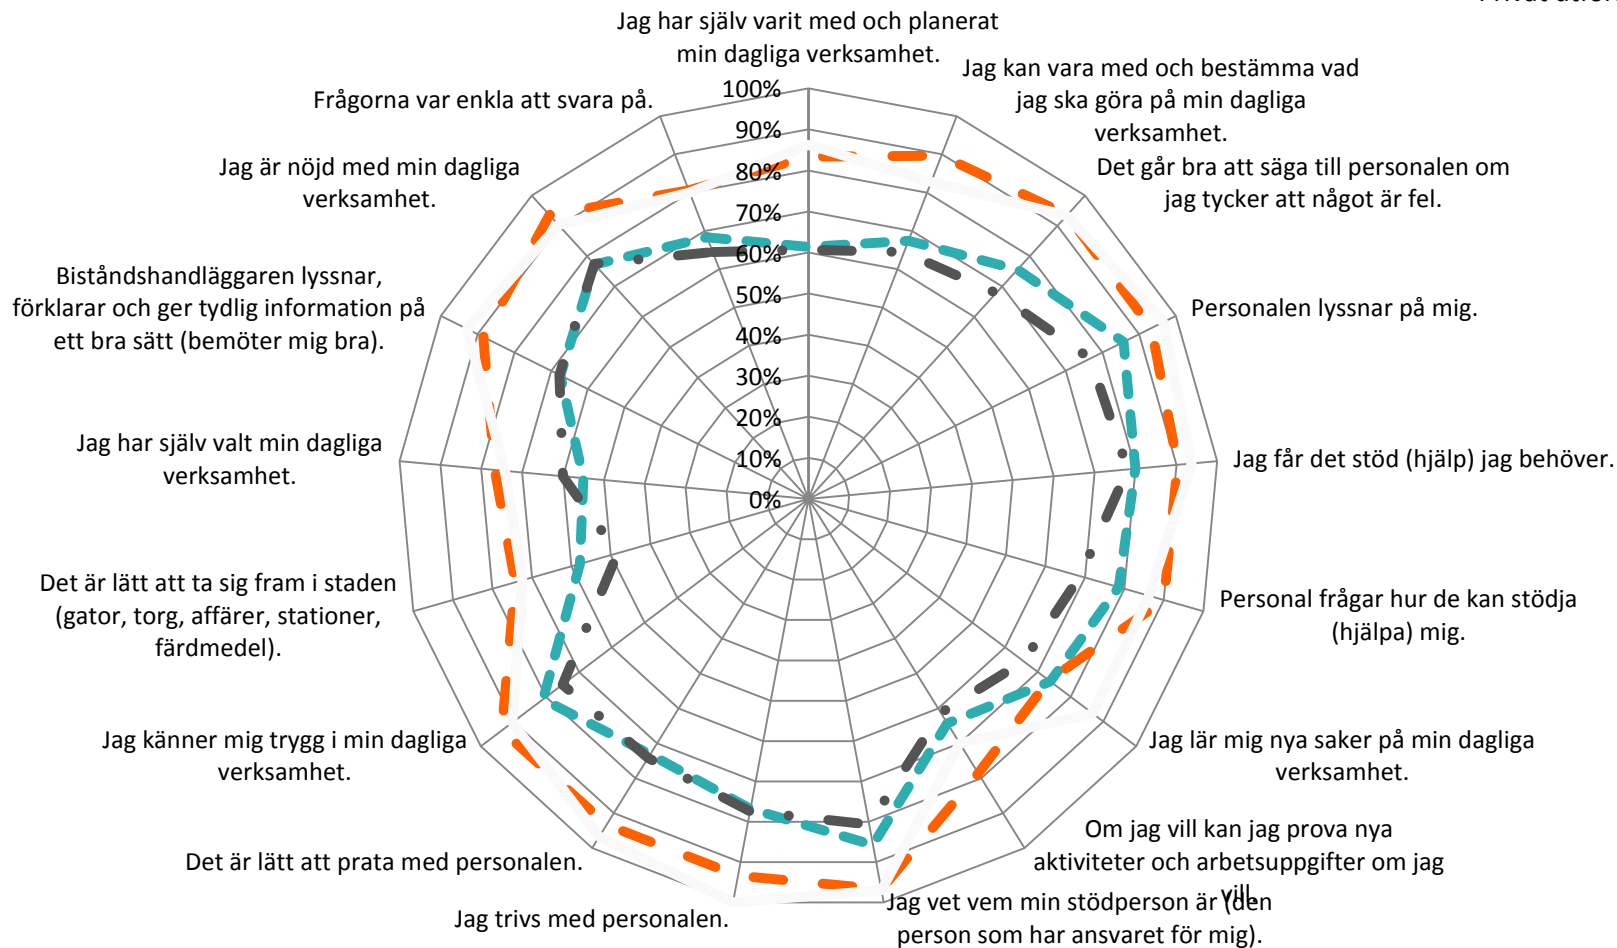 Jag har själv varit med och planerat
min dagliga verksamhet.
Jag kan vara med och bestämma vad
jag ska göra på min dagliga
verksamhet.
Det går bra att säga till personalen om
jag tycker att något är fel.
Personalen lyssnar på mig.
Jag får det stöd (hjälp) jag behöver.
Personal frågar hur de kan stödja
(hjälpa) mig.
Jag lär mig nya saker på min dagliga
verksamhet.
Om jag vill kan jag prova nya
aktiviteter och arbetsuppgifter om jag
vill.
Jag vet vem min stödperson är (den
person som har ansvaret för mig).
Jag trivs med personalen.
Det är lätt att prata med personalen.
Jag känner mig trygg i min dagliga
verksamhet.
Det är lätt att ta sig fram i staden
(gator, torg, affärer, stationer,
färdmedel).
Jag har själv valt min dagliga
verksamhet.
Biståndshandläggaren lyssnar,
förklarar och ger tydlig information på
ett bra sätt (bemöter mig bra).
Jag är nöjd med min dagliga
verksamhet.
Frågorna var enkla att svara på.
100%
90%
80%
70%
60%
50%
40%
30%
20%
10%
0%